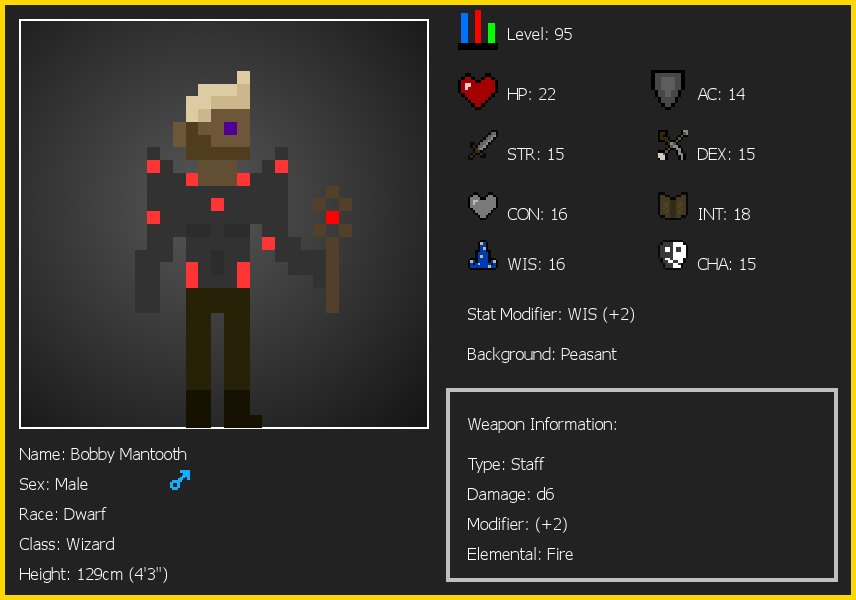 Level: 95
HP: 22
AC: 14
STR: 15
DEX: 15
CON: 16
INT: 18
WIS: 16
CHA: 15
Stat Modifier: WIS (+2)
Background: Peasant
Weapon Information:
Type: Staff
Damage: d6
Modifier: (+2)
Elemental: Fire
Name: Bobby Mantooth
Sex: Male
Race: Dwarf
Class: Wizard
Height: 129cm (4'3")